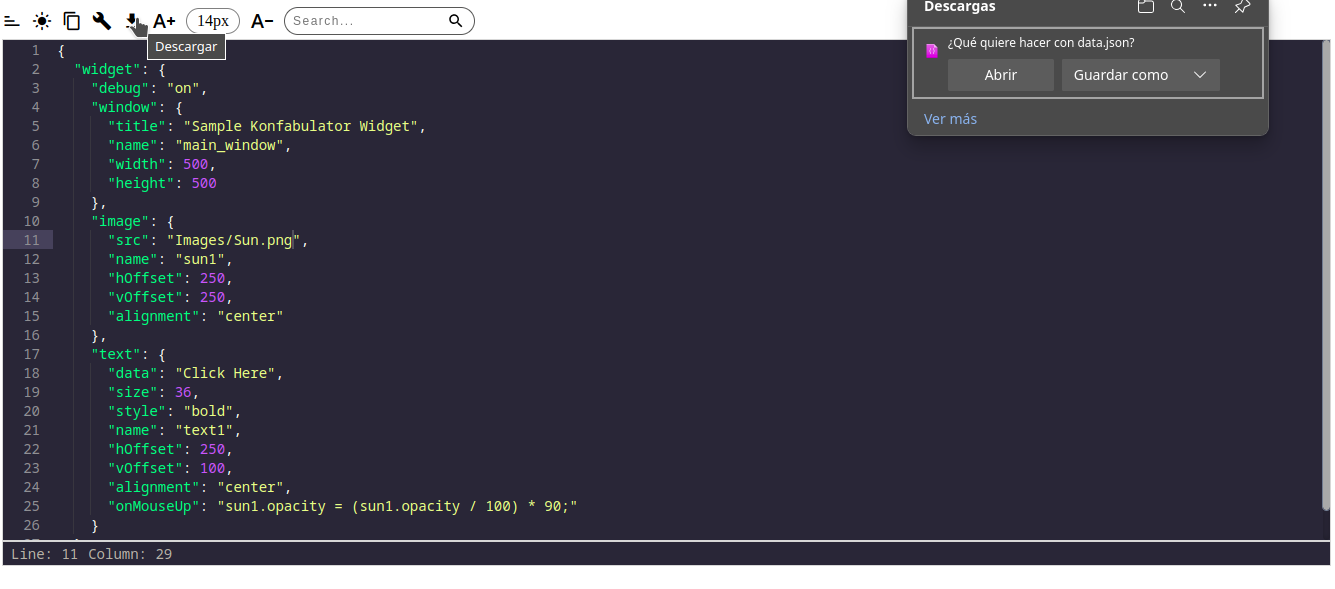 A+ 14px A− Search...
Descargar
Descargas
¿Qué quiere hacer con data.json?
Abrir Guardar como
Ver más
1 {
2 "widget": {
3 "debug": "on",
4 "window": {
5 "title": "Sample Konfabulator Widget",
6 "name": "main_window",
7 "width": 500,
8 "height": 500
9 },
10 "image": {
11 "src": "Images/Sun.png",
12 "name": "sun1",
13 "hOffset": 250,
14 "vOffset": 250,
15 "alignment": "center"
16 },
17 "text": {
18 "data": "Click Here",
19 "size": 36,
20 "style": "bold",
21 "name": "text1",
22 "hOffset": 250,
23 "vOffset": 100,
24 "alignment": "center",
25 "onMouseUp": "sun1.opacity = (sun1.opacity / 100) * 90;"
26 }
Line: 11 Column: 29